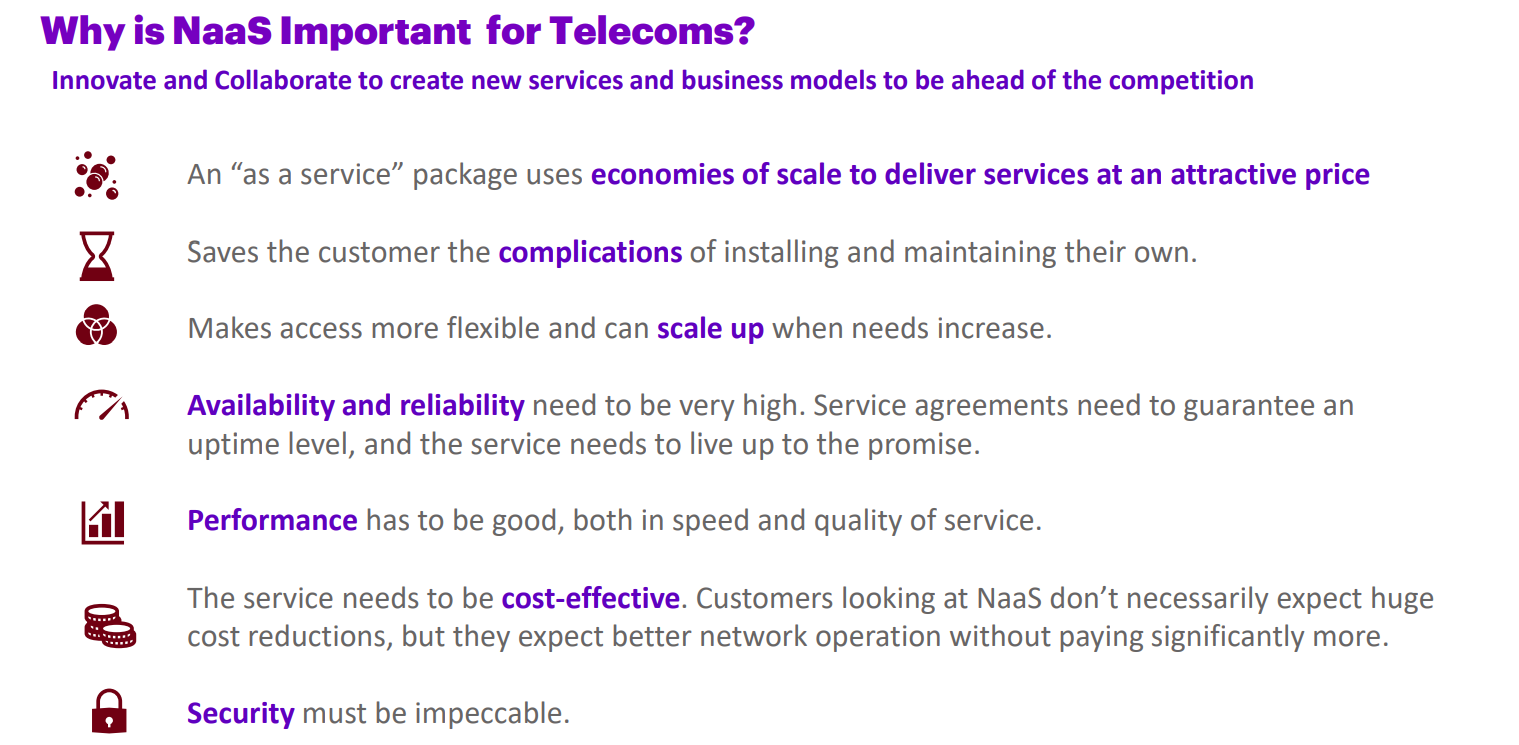 Why is NaaS Important for Telecoms?
Innovate and Collaborate to create new services and business models to be ahead of the competition
An “as a service” package uses economies of scale to deliver services at an attractive price
Saves the customer the complications of installing and maintaining their own.
Makes access more flexible and can scale up when needs increase.
Availability and reliability need to be very high. Service agreements need to guarantee an
uptime level, and the service needs to live up to the promise.
Performance has to be good, both in speed and quality of service.
The service needs to be cost-effective. Customers looking at NaaS don’t necessarily expect huge
cost reductions, but they expect better network operation without paying significantly more.
Security must be impeccable.